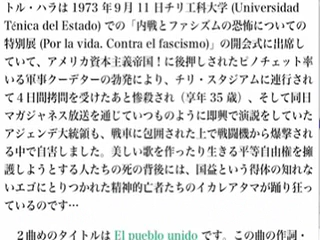 トル・ハラは 1973 年９月 11 日チリ工科大学 (Universidad
Ténica del Estado) での「内戦とファシズムの恐怖についての
特別展 (Por la vida. Contra el fascismo)」の開会式に出席し
ていて、アメリカ資本主義帝国！に後押しされたピノチェット率
いる軍事クーデターの勃発により、チリ・スタジアムに連行され
て４日間拷問を受けたあと惨殺され（享年 35 歳）、そして同日
マガジャネス放送を通じていつものように即興で演説をしていた
アジェンデ大統領も、戦車に包囲された上で戦闘機から爆撃され
る中で自害しました。美しい歌を作ったり生きる平等自由権を擁
護しようとする人たちの死の背後には、国益という得体の知れな
いエゴにとりつかれた精神的亡者たちのイカレアタマが踊り狂っ
ているのです…
２曲めのタイトルは El pueblo unido です。この曲の作詞・